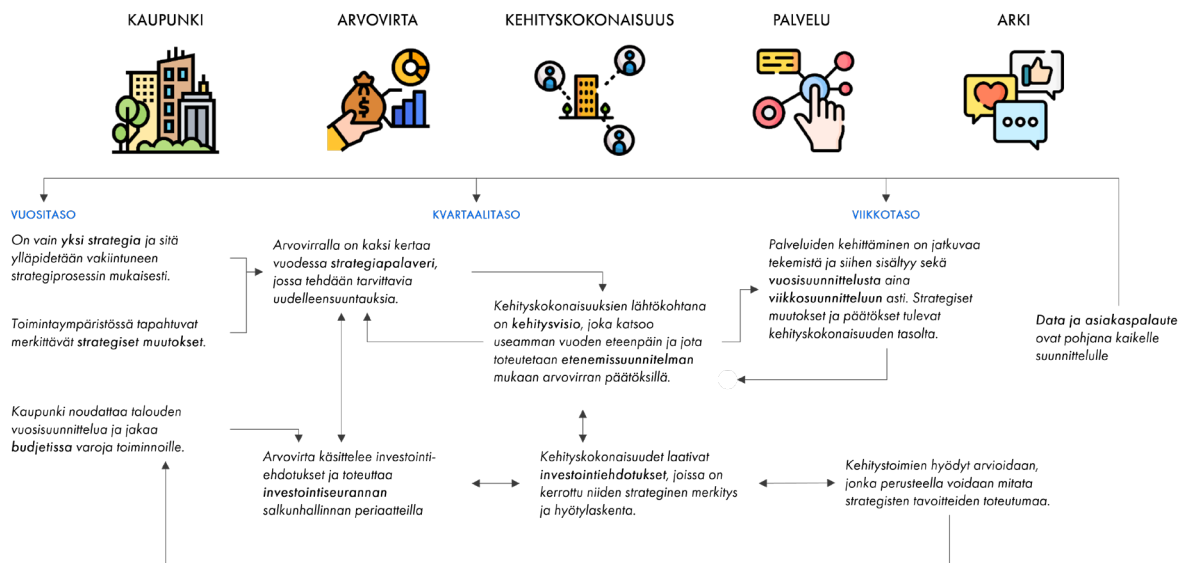 KAUPUNKI
ARVOVIRTA
KEHITYSKOKONAISUUS
PALVELU
ARKI
$
VUOSITASO
KVARTAALITASO
VIIKKOTASO
On vain yksi strategia ja sitä
ylläpidetään vakiintuneen
strategiprosessin mukaisesti.
Toimintaympäristössä tapahtuvat
merkittävät strategiset muutokset.
Kaupunki noudattaa talouden
vuosisuunnittelua ja jakaa
budjetissa varoja toiminnoille.
Arvovirralla on kaksi kertaa
vuodessa strategiapalaveri,
jossa tehdään tarvittavia
uudelleensuuntauksia.
Arvovirta käsittelee investointi-
ehdotukset ja toteuttaa
investointiseurannan
salkunhallinnan periaatteilla
Kehityskokonaisuuksien lähtökohtana
on kehitysvisio, joka katsoo
useamman vuoden eteenpäin ja jota
toteutetaan etenemissuunnitelman
mukaan arvovirran päätöksillä.
Kehityskokonaisuudet laativat
investointiehdotukset, joissa on
kerrottu niiden strateginen merkitys
ja hyötylaskenta.
Palveluiden kehittäminen on jatkuvaa
tekemistä ja siihen sisältyy sekä
vuosisuunnittelusta aina
viikkosuunnitteluun asti. Strategiset
muutokset ja päätökset tulevat
kehityskokonaisuuden tasolta.
Kehitystoimien hyödyt arvioidaan,
jonka perusteella voidaan mitata
strategisten tavoitteiden toteutumaa.
Data ja asiakaspalaute
ovat pohjana kaikelle
suunnittelulle